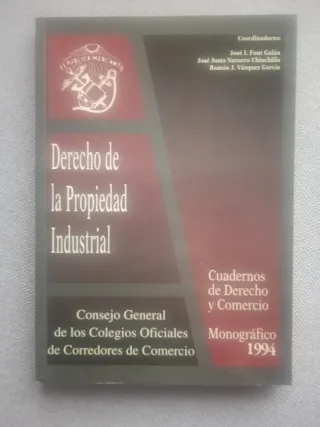 Coordinadores:
José I. Font Galán
José Justo Navarro Chinchilla
Ramón J. Vázquez García
Derecho de
la Propiedad
Industrial
Cuadernos
de Derecho
y Comercio
Monográfico
1994
Consejo General
de los Colegios Oficiales
de Corredores de Comercio